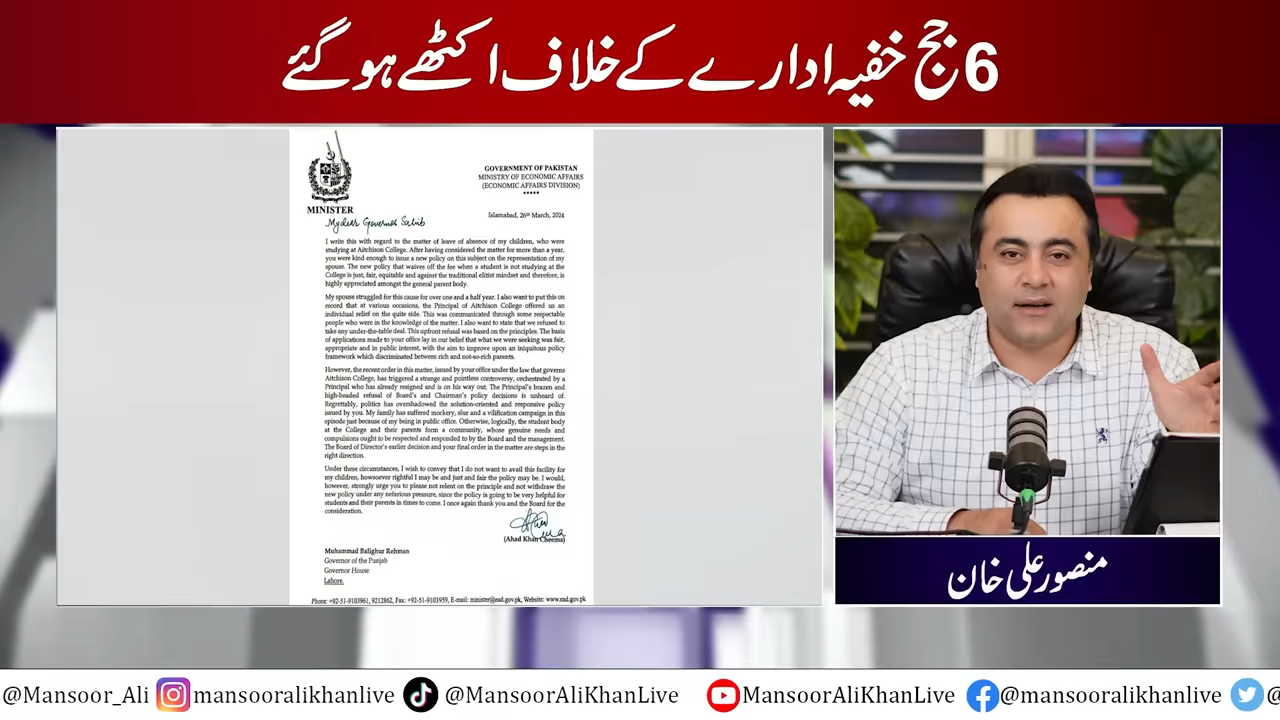 6 جج خفیہ ادارے کے خلاف اکٹھے ہو گئے
MINISTER
GOVERNMENT OF PAKISTAN
MINISTRY OF ECONOMIC AFFAIRS
(ECONOMIC AFFAIRS DIVISION)
*****
Islamabad, 26th March, 2024
My dear Governor Sahib
I write this with regard to the matter of leave of absence of my children, who were
studying at Aitchison College. After having considered the matter for more than a year,
you were kind enough to issue a new policy on this subject on the representation of my
spouse. The new policy that waives off the fee when a student is not studying at the
College is just, fair, equitable and against the traditional elitist mindset and therefore, is
highly appreciated amongst the general parent body.
My spouse struggled for this cause for over one and a half year. I also want to put this on
record that at various occasions, the Principal of Aitchison College offered us an
individual relief on the quite side. This was communicated through some respectable
people who were in the knowledge of the matter. I also want to state that we refused to
take any under-the-table deal. This upfront refusal was based on the principles. The basis
of applications made to your office lay in our belief that what we were seeking was fair,
appropriate and in public interest, with the aim to improve upon an iniquitous policy
framework which discriminated between rich and not-so-rich parents.
However, the recent order in this matter, issued by your office under the law that governs
Aitchison College, has triggered a strange and pointless controversy, orchestrated by a
Principal who has already resigned and is on his way out. The Principal's brazen and
high-headed refusal of Board's and Chairman's policy decisions is unheard of.
Regrettably, politics has overshadowed the solution-oriented and responsive policy
issued by you. My family has suffered mockery, slur and a vilification campaign in this
episode just because of my being in public office. Otherwise, logically, the student body
at the College and their parents form a community, whose genuine needs and
compulsions ought to be respected and responded to by the Board and the management.
The Board of Director's earlier decision and your final order in the matter are steps in the
right direction.
Under these circumstances, I wish to convey that I do not want to avail this facility for
my children, howsoever rightful I may be and just and fair the policy may be. I would,
however, strongly urge you to please not relent on the principle and not withdraw the
new policy under any nefarious pressure, since the policy is going to be very helpful for
students and their parents in times to come. I once again thank you and the Board for the
consideration.
(Ahad Khan Cheema)
Muhammad Balighur Rehman
Governor of the Punjab
Governor House
Lahore.
Phone: +92-51-9103961, 9212862, Fax: +92-51-9103959, E-mail: minister@ead.gov.pk, Website: www.ead.gov.pk
منصور علی خان
@Mansoor_Ali mansooralikhanlive @MansoorAliKhanLive MansoorAliKhanLive @mansooralikhanlive @